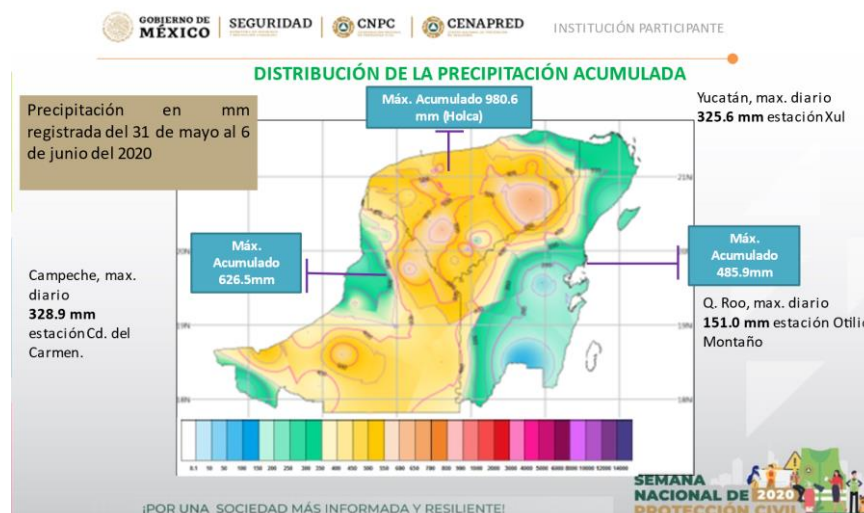 GOBIERNO DE
MÉXICO
SEGURIDAD
CNPC
CENAPRED
INSTITUCIÓN PARTICIPANTE
DISTRIBUCIÓN DE LA PRECIPITACIÓN ACUMULADA
Precipitación en mm
registrada del 31 de mayo al 6
de junio del 2020
Máx. Acumulado 980.6
mm (Holca)
Yucatán, max. diario
325.6 mm estación Xul
21N
Máx.
Acumulado
626.5mm
20N
Máx.
Acumulado
485.9mm
Campeche, max.
diario
328.9 mm
estación Cd. del
Carmen.
Q. Roo, max. diario
151.0 mm estación Otilio
Montaño
19N
18N
0.1 10 50 100 150 200 250 300 350 400 450 500 550 600 650 700 800 900 1000 2000 3000 4000 5000 6000 8000 10000 12000 14000
SEMANA
NACIONAL DE 2020
PROTECCIÓN CIVIL
¡POR UNA SOCIEDAD MÁS INFORMADA Y RESILIENTE!